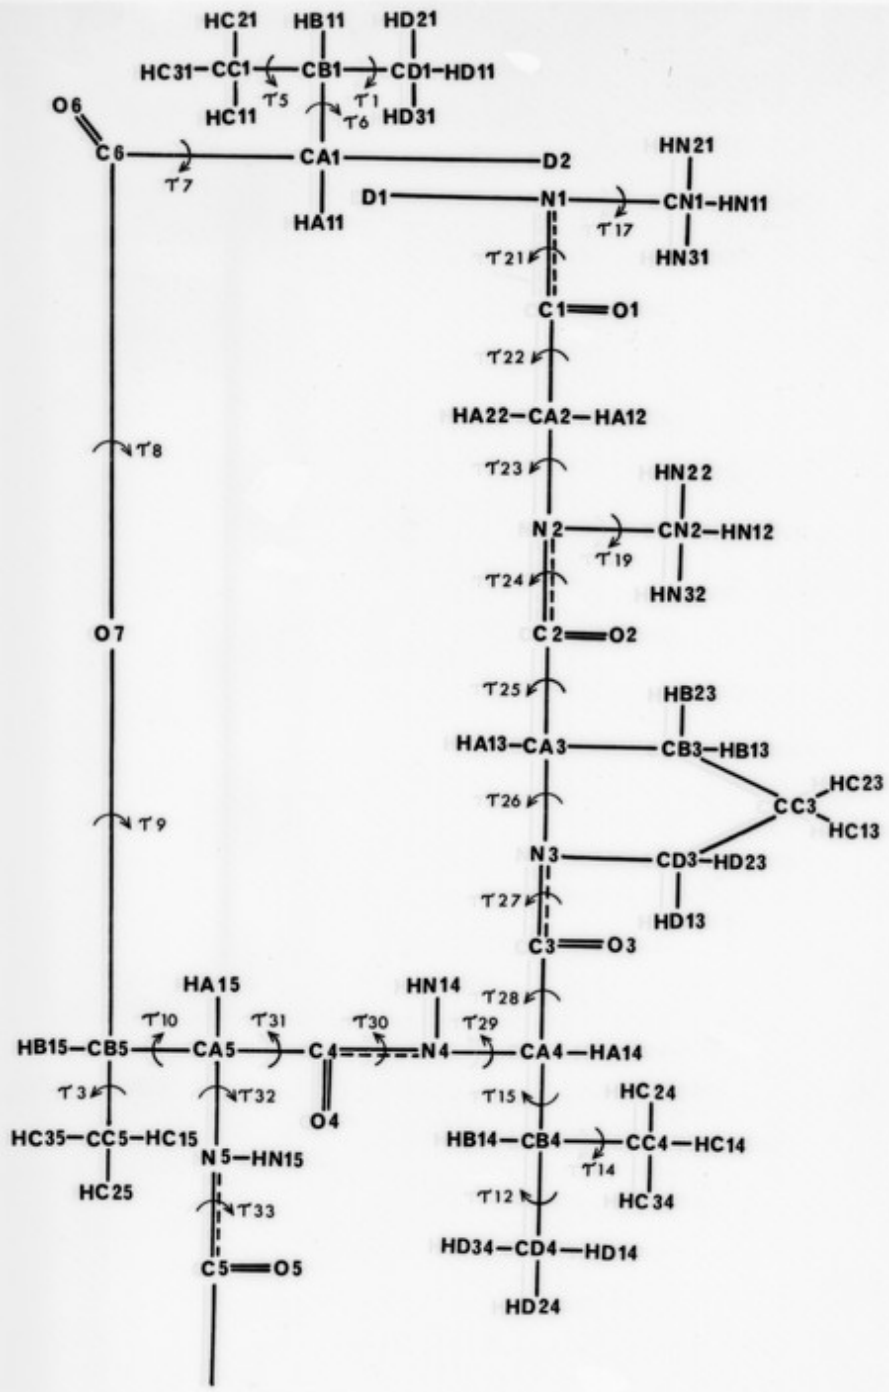 HC21 HB11 HD21
HC31 CC1 CB1 CD1 HD11
τ5 τ1
O6 HC11 τ6 HD31
C6 CA1 D2 HN21
τ7 D1 N1 CN1 HN11
HA11 τ17
τ21 HN31
C1 O1
τ22
HA22 CA2 HA12
τ8 τ23 HN22
N2 CN2 HN12
τ24 τ19
HN32
O7 C2 O2
τ25 HB23
HA13 CA3 CB3 HB13
HC23
τ26 CC3
τ9 HC13
N3 CD3 HD23
τ27
HD13
C3 O3
HA15 HN14
τ10 τ31 τ30 τ29 τ28
HB15 CB5 CA5 C4 N4 CA4 HA14
τ3 τ32 τ15 HC24
O4
HC35 CC5 HC15 HB14 CB4 CC4 HC14
N5 HN15 τ14
HC25 τ12 HC34
τ33
HD34 CD4 HD14
C5 O5
HD24